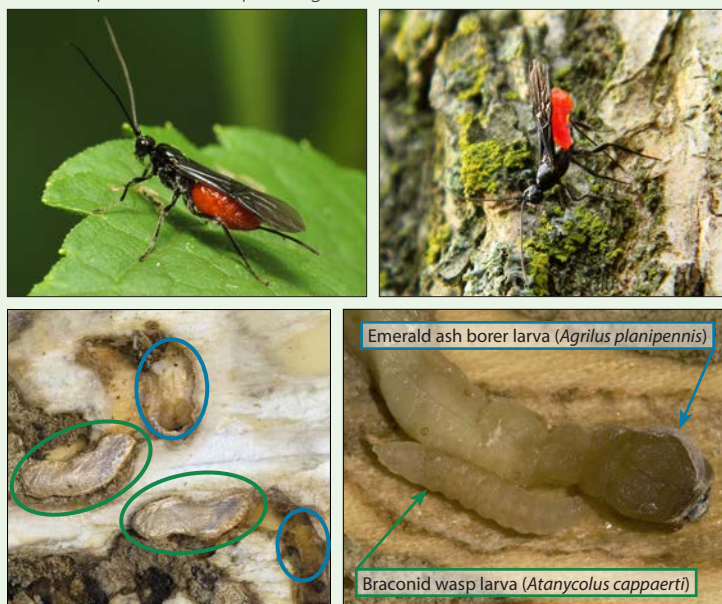 Emerald ash borer larva (Agrilus planipennis)
Braconid wasp larva (Atanycolus cappaerti)